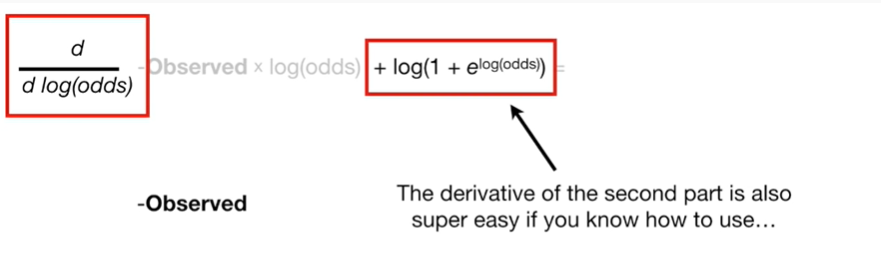 d
d log(odds)
-Observed × log(odds) + log(1 + e^log(odds)) =
-Observed
The derivative of the second part is also
super easy if you know how to use…